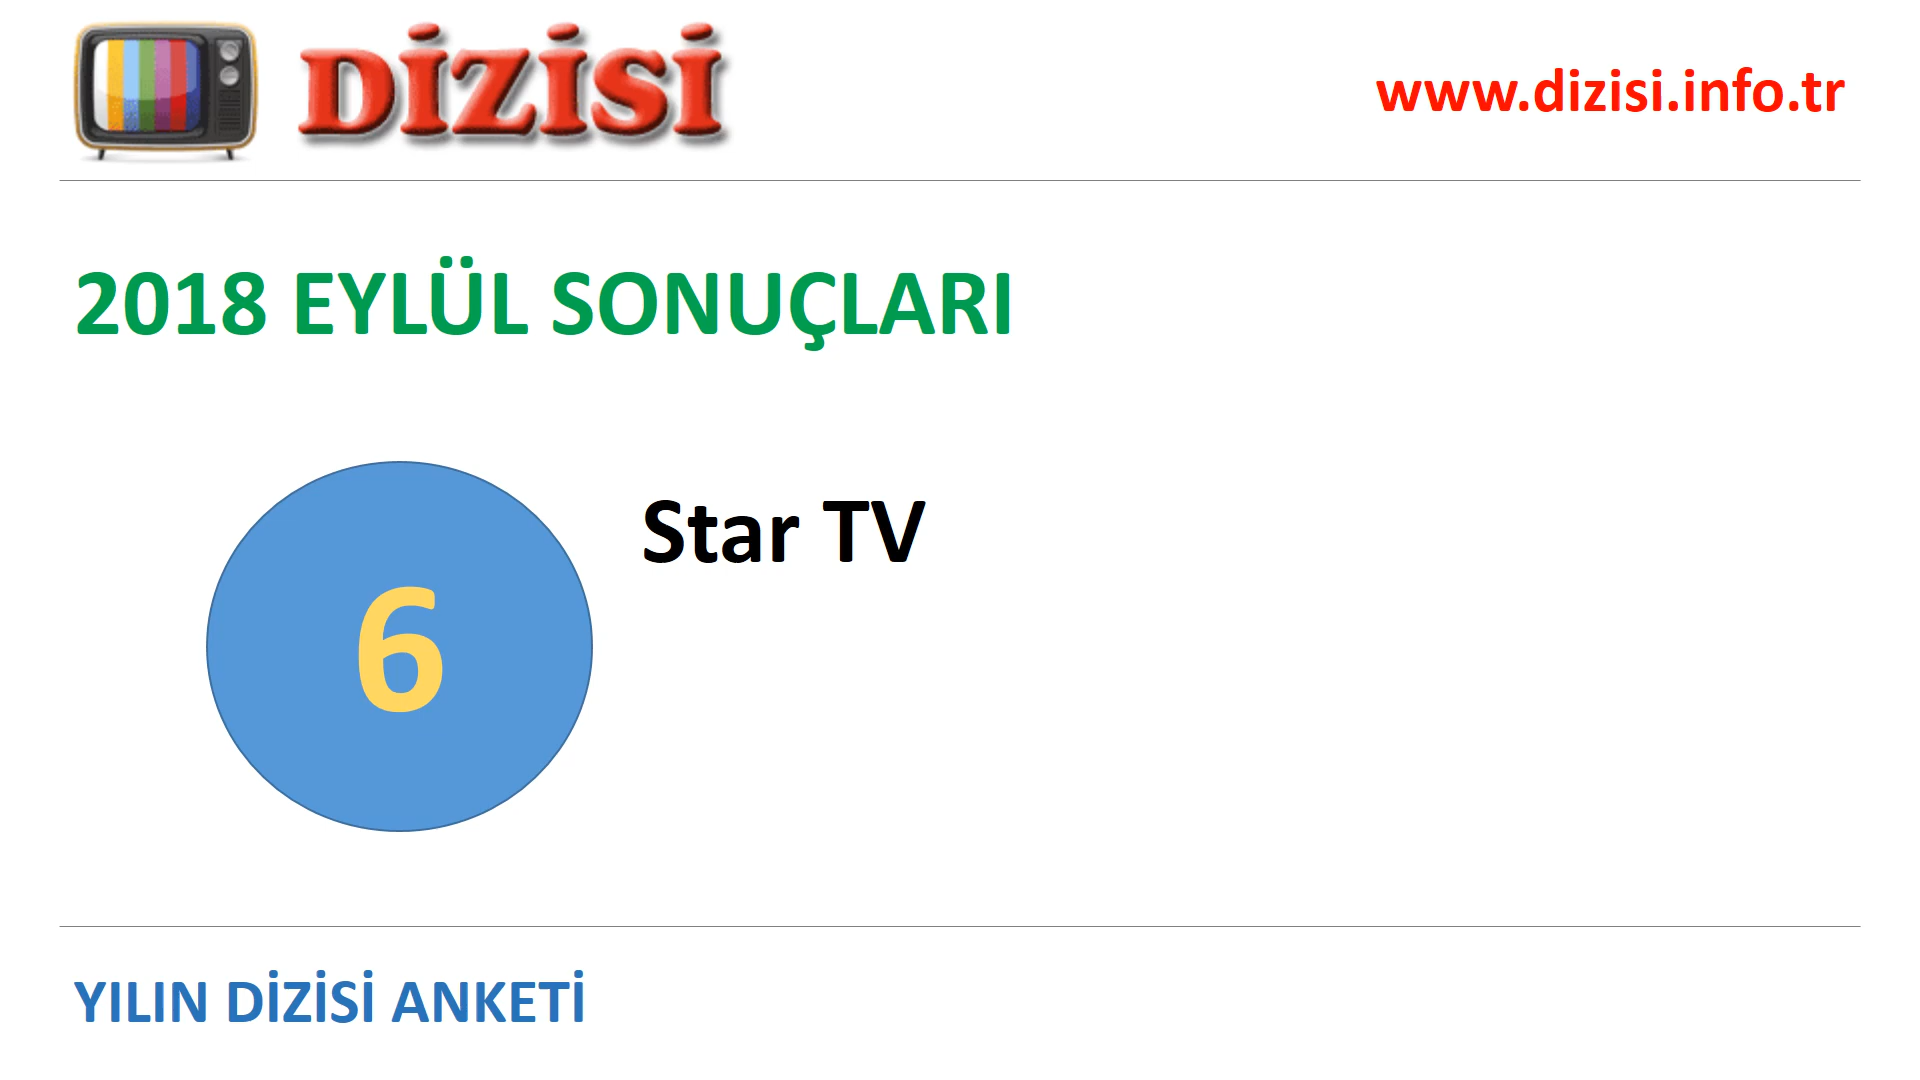 DİZİSİ
www.dizisi.info.tr
2018 EYLÜL SONUÇLARI
6
Star TV
YILIN DİZİSİ ANKETİ